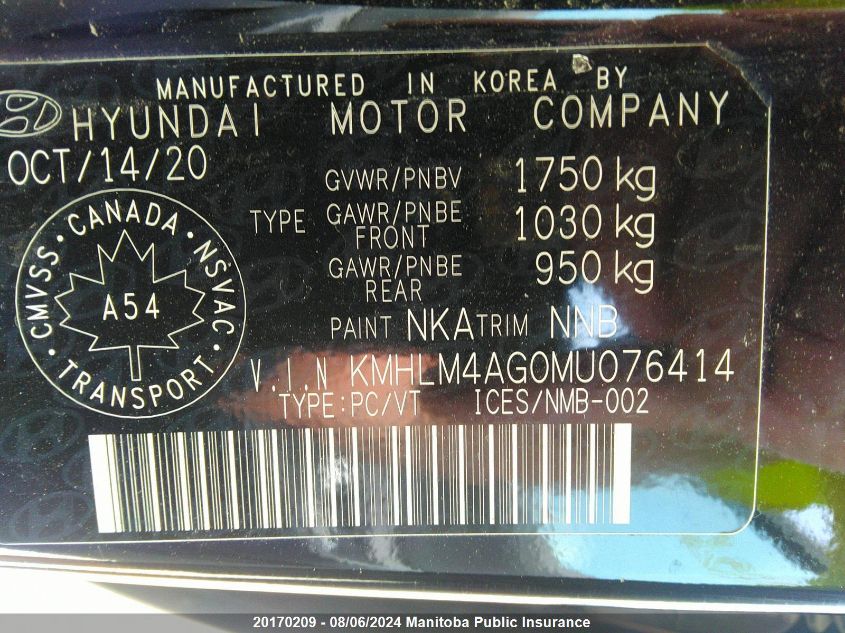 MANUFACTURED IN KOREA BY
HYUNDAI MOTOR COMPANY
OCT/14/20
GVWR/PNBV 1750 kg
TYPE GAWR/PNBE FRONT 1030 kg
GAWR/PNBE REAR 950 kg
PAINT NKA TRIM NNB
V.I.N KMHLM4AG0MU076414
TYPE:PC/VT ICES/NMB-002
CMVSS · CANADA · NSVAC · TRANSPORT ·
A54
20170209 - 08/06/2024 Manitoba Public Insurance